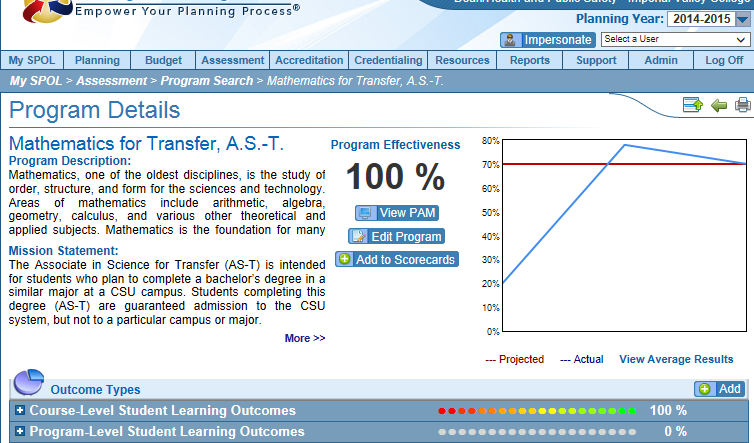 Empower Your Planning Process®
Planning Year: 2014-2015
Impersonate Select a User
My SPOL Planning Budget Assessment Accreditation Credentialing Resources Reports Support Admin Log Off
My SPOL > Assessment > Program Search > Mathematics for Transfer, A.S.-T.
Program Details
Mathematics for Transfer, A.S.-T.
Program Description:
Mathematics, one of the oldest disciplines, is the study of
order, structure, and form for the sciences and technology.
Areas of mathematics include arithmetic, algebra,
geometry, calculus, and various other theoretical and
applied subjects. Mathematics is the foundation for many
Mission Statement:
The Associate in Science for Transfer (AS-T) is intended
for students who plan to complete a bachelor's degree in a
similar major at a CSU campus. Students completing this
degree (AS-T) are guaranteed admission to the CSU
system, but not to a particular campus or major.
More >>
Program Effectiveness
100 %
View PAM
Edit Program
Add to Scorecards
80%
70%
60%
50%
40%
30%
20%
10%
0%
--- Projected --- Actual View Average Results
Outcome Types Add
Course-Level Student Learning Outcomes 100 %
Program-Level Student Learning Outcomes 0 %